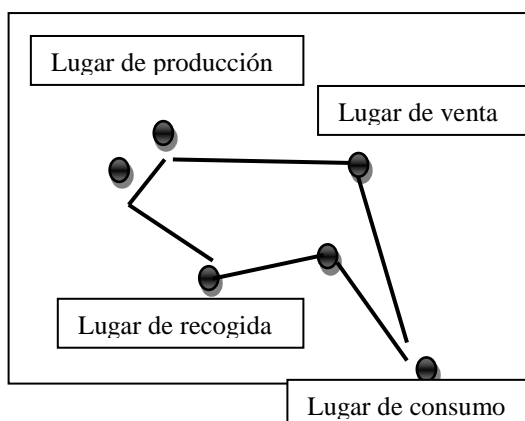 Lugar de producción
Lugar de venta
Lugar de recogida
Lugar de consumo